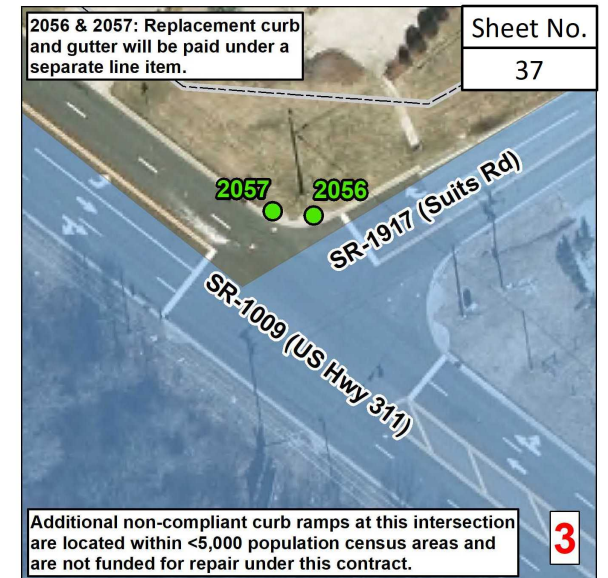 2056 & 2057: Replacement curb
and gutter will be paid under a
separate line item.
Sheet No.
37
2057
2056
SR-1917 (Suits Rd)
SR-1009 (US Hwy 311)
Additional non-compliant curb ramps at this intersection
are located within <5,000 population census areas and
are not funded for repair under this contract.
3